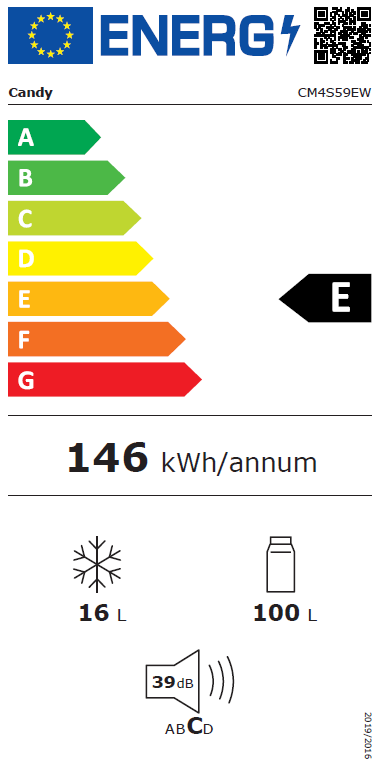 ENERG
Candy CM4S59EW
A
B
C
D
E
E
F
G
146 kWh/annum
16 L 100 L
39dB
ABCD
2019/2016